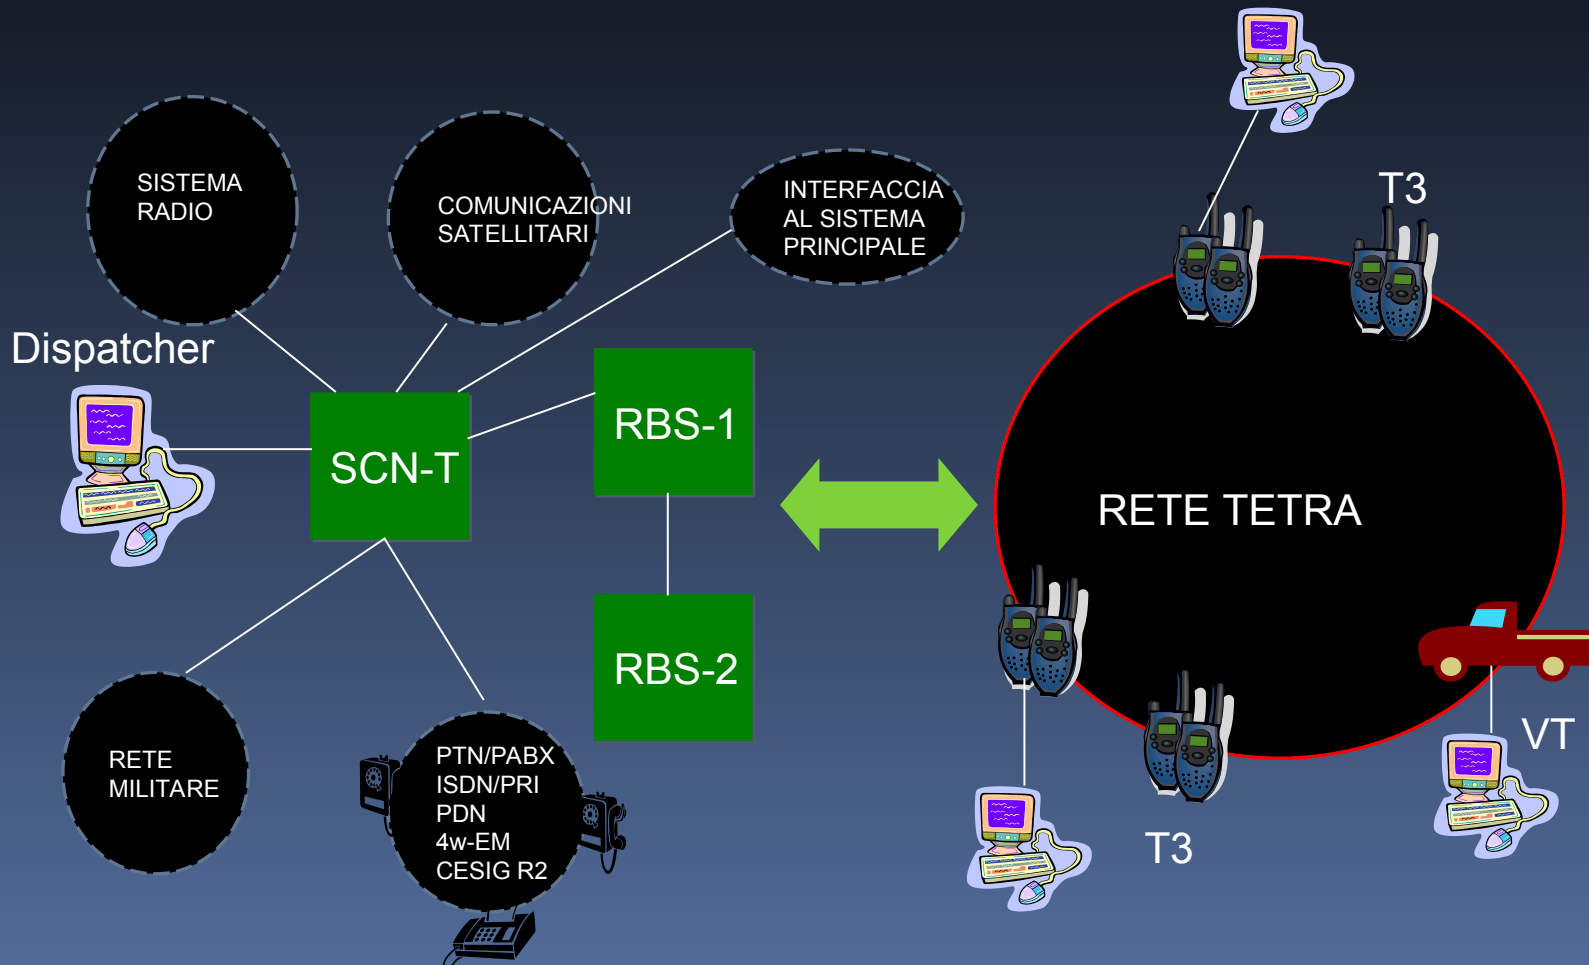 SISTEMA
RADIO
COMUNICAZIONI
SATELLITARI
INTERFACCIA
AL SISTEMA
PRINCIPALE
T3
Dispatcher
SCN-T
RBS-1
RETE TETRA
RBS-2
RETE
MILITARE
PTN/PABX
ISDN/PRI
PDN
4w-EM
CESIG R2
VT
T3